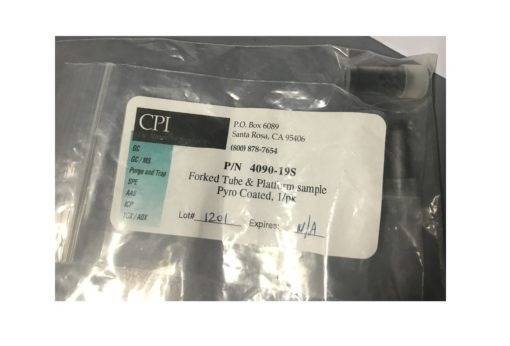 CPI
P.O. Box 6089
Santa Rosa, CA 95406
(800) 878-7654
GC
GC / MS
Purge and Trap
SPE
AAS
ICP
TOX / AOX
P/N 4090-19S
Forked Tube & Platform sample
Pyro Coated, 1/pk
Lot# 1201 Expires: N/A